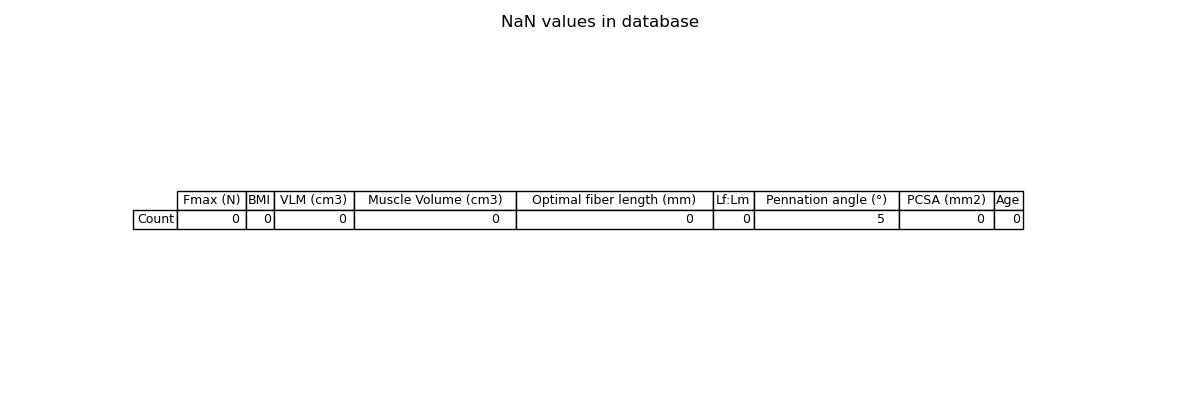 NaN values in database
Fmax (N) BMI VLM (cm3) Muscle Volume (cm3) Optimal fiber length (mm) Lf:Lm Pennation angle (°) PCSA (mm2) Age
Count 0 0 0 0 0 0 5 0 0